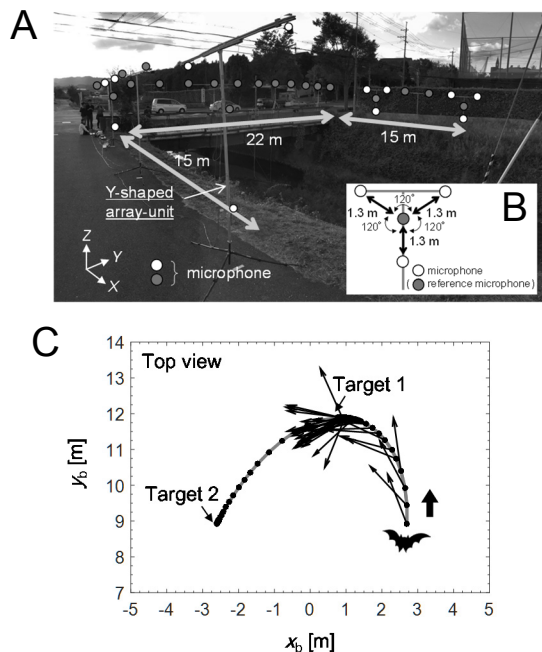 A
22 m
15 m
15 m
Y-shaped
array-unit
Z
Y
X
microphone
B
120°
1.3 m
1.3 m
120°
120°
1.3 m
microphone
( reference microphone )
C
Top view
Target 1
Target 2
14
13
12
11
10
9
8
7
y_b [m]
-5 -4 -3 -2 -1 0 1 2 3 4 5
x_b [m]